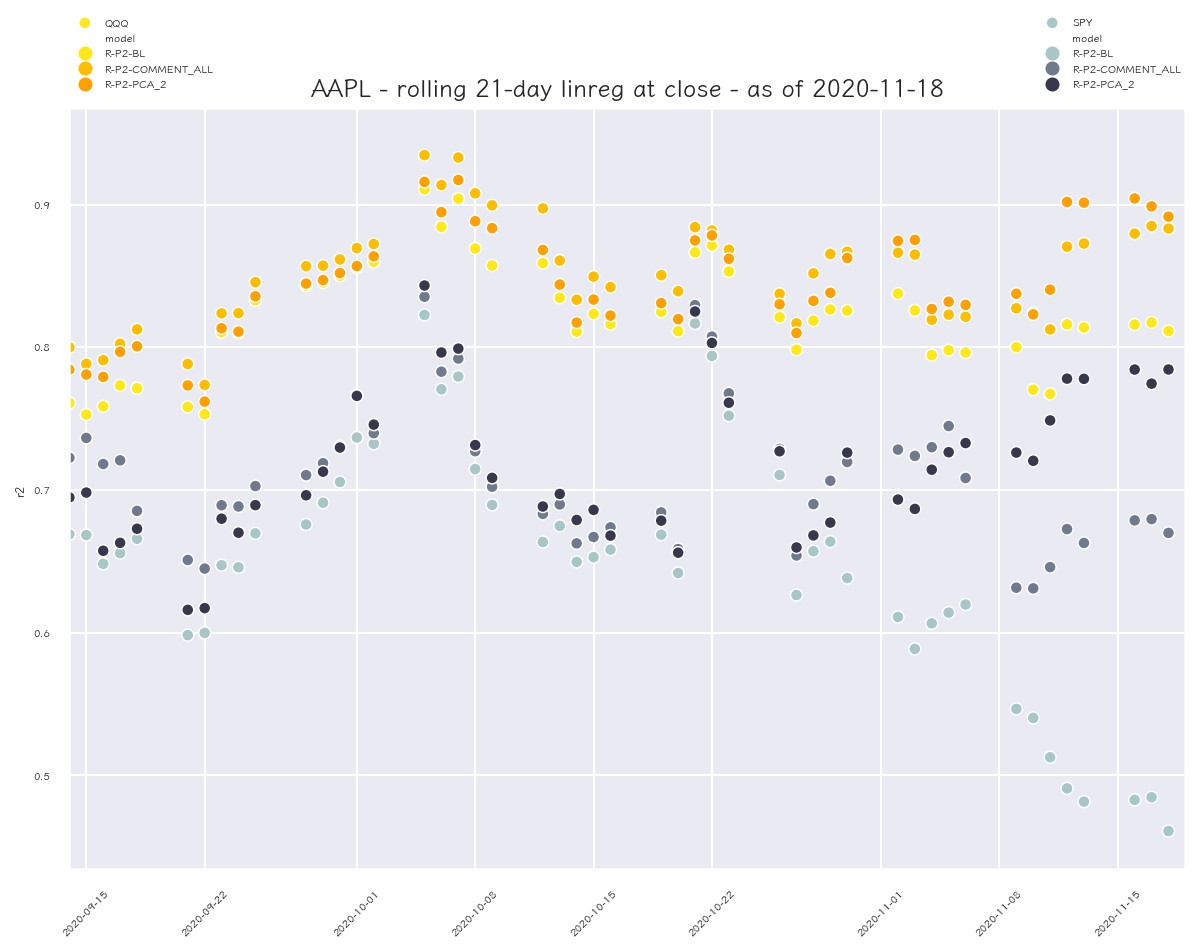 QQQ
model
R-P2-BL
R-P2-COMMENT_ALL
R-P2-PCA_2
SPY
model
R-P2-BL
R-P2-COMMENT_ALL
R-P2-PCA_2
AAPL - rolling 21-day linreg at close - as of 2020-11-18
r2
0.9
0.8
0.7
0.6
0.5
2020-09-15
2020-09-22
2020-10-01
2020-10-08
2020-10-15
2020-10-22
2020-11-01
2020-11-08
2020-11-15